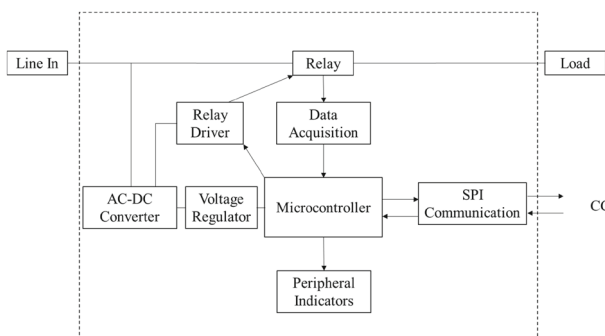 Line In
Relay
Load
Relay
Driver
Data
Acquisition
AC-DC
Converter
Voltage
Regulator
Microcontroller
SPI
Communication
Peripheral
Indicators